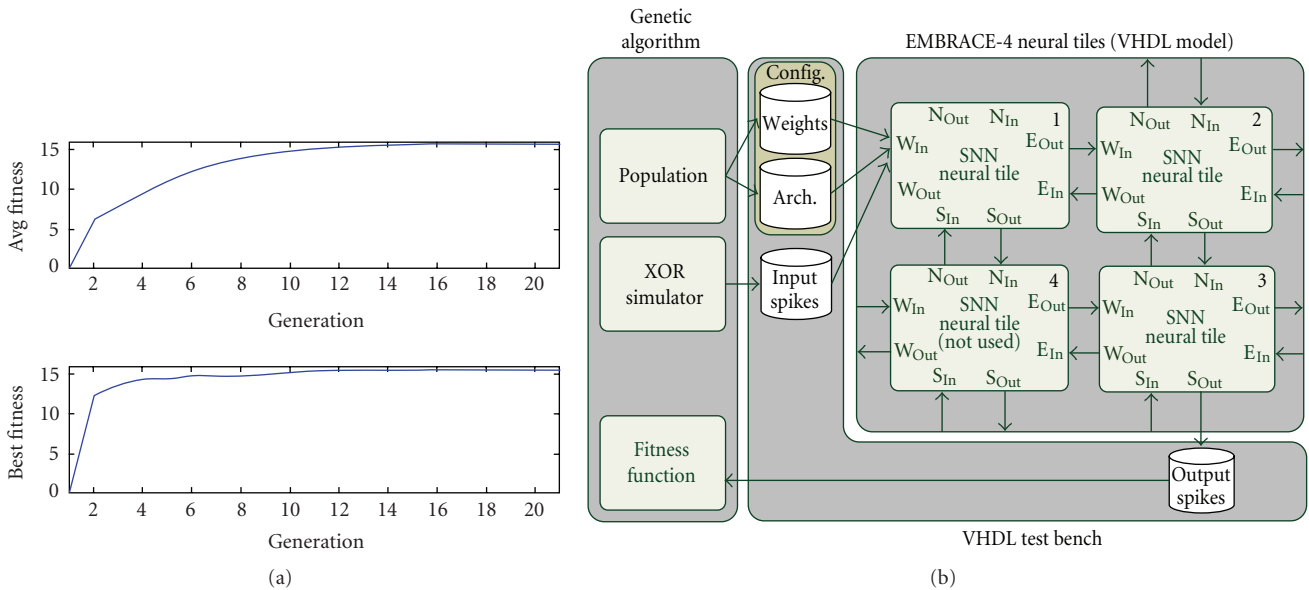 15
10
5
0
Avg fitness
2 4 6 8 10 12 14 16 18 20
Generation
15
10
5
0
Best fitness
2 4 6 8 10 12 14 16 18 20
Generation
(a)
Genetic
algorithm
Population
XOR
simulator
Fitness
function
Config.
Weights
Arch.
Input
spikes
EMBRACE-4 neural tiles (VHDL model)
NOut NIn 1
WIn EOut
SNN
neural tile
WOut EIn
SIn SOut
NOut NIn 2
WIn EOut
SNN
neural tile
WOut EIn
SIn SOut
NOut NIn 4
WIn EOut
SNN
neural tile
(not used)
WOut EIn
SIn SOut
NOut NIn 3
WIn EOut
SNN
neural tile
WOut EIn
SIn SOut
Output
spikes
VHDL test bench
(b)